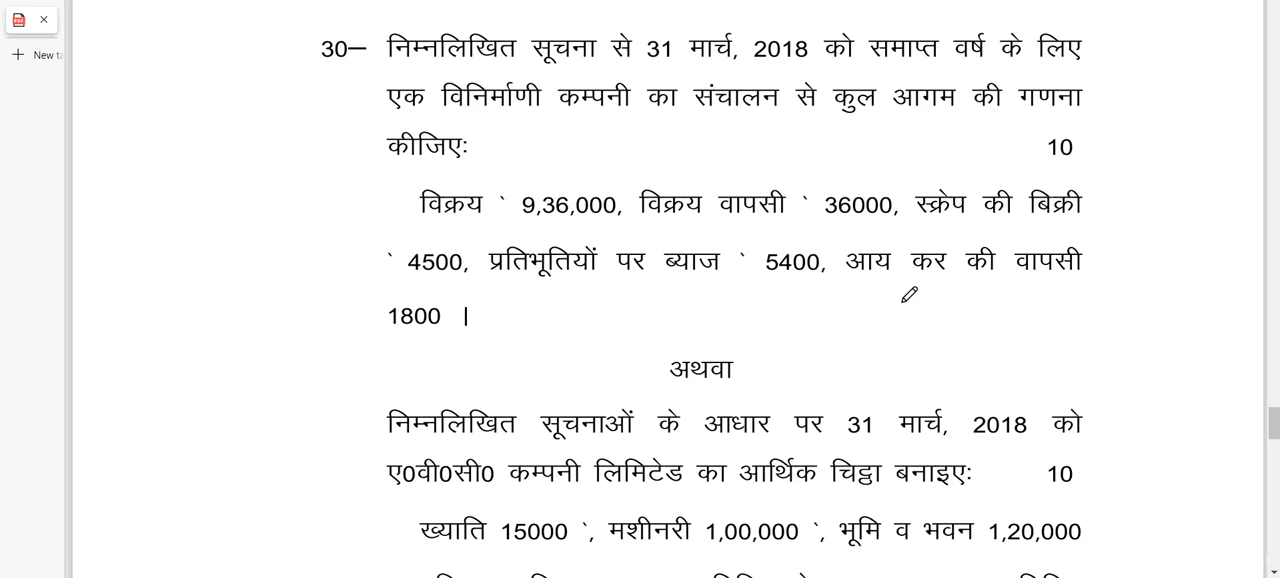 New ta
30— निम्नलिखित सूचना से 31 मार्च, 2018 को समाप्त वर्ष के लिए
एक विनिर्माणी कम्पनी का संचालन से कुल आगम की गणना
कीजिएः 10
विक्रय ` 9,36,000, विक्रय वापसी ` 36000, स्क्रेप की बिक्री
` 4500, प्रतिभूतियों पर ब्याज ` 5400, आय कर की वापसी
1800 |
अथवा
निम्नलिखित सूचनाओं के आधार पर 31 मार्च, 2018 को
ए0वी0सी0 कम्पनी लिमिटेड का आर्थिक चिट्ठा बनाइएः 10
ख्याति 15000 `, मशीनरी 1,00,000 `, भूमि व भवन 1,20,000